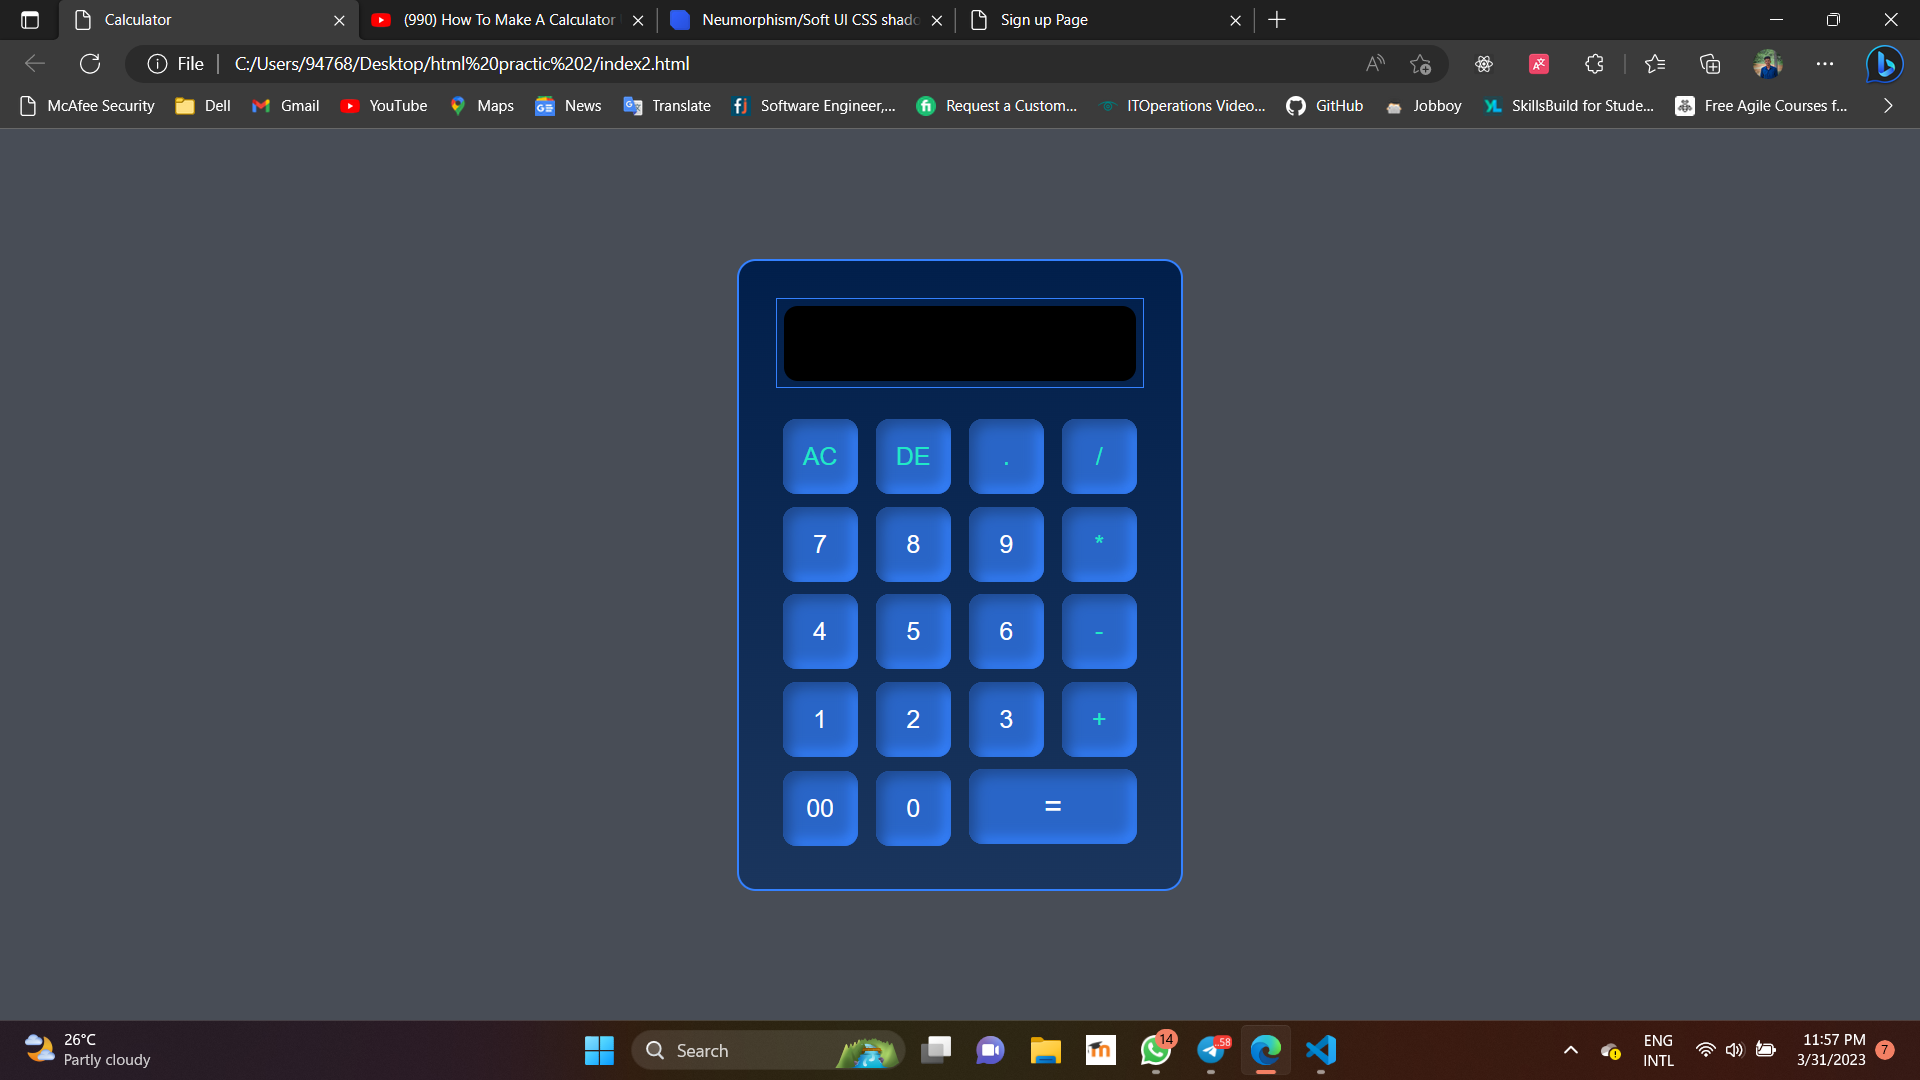 Calculator
(990) How To Make A Calculator
Neumorphism/Soft UI CSS shado
Sign up Page
File
C:/Users/94768/Desktop/html%20practic%202/index2.html
McAfee Security
Dell
Gmail
YouTube
Maps
News
Translate
Software Engineer,...
Request a Custom...
ITOperations Video...
GitHub
Jobboy
SkillsBuild for Stude...
Free Agile Courses f...
AC DE . /
7 8 9 *
4 5 6 -
1 2 3 +
00 0 =
26°C
Partly cloudy
Search
14
58
ENG
INTL
11:57 PM
3/31/2023
7